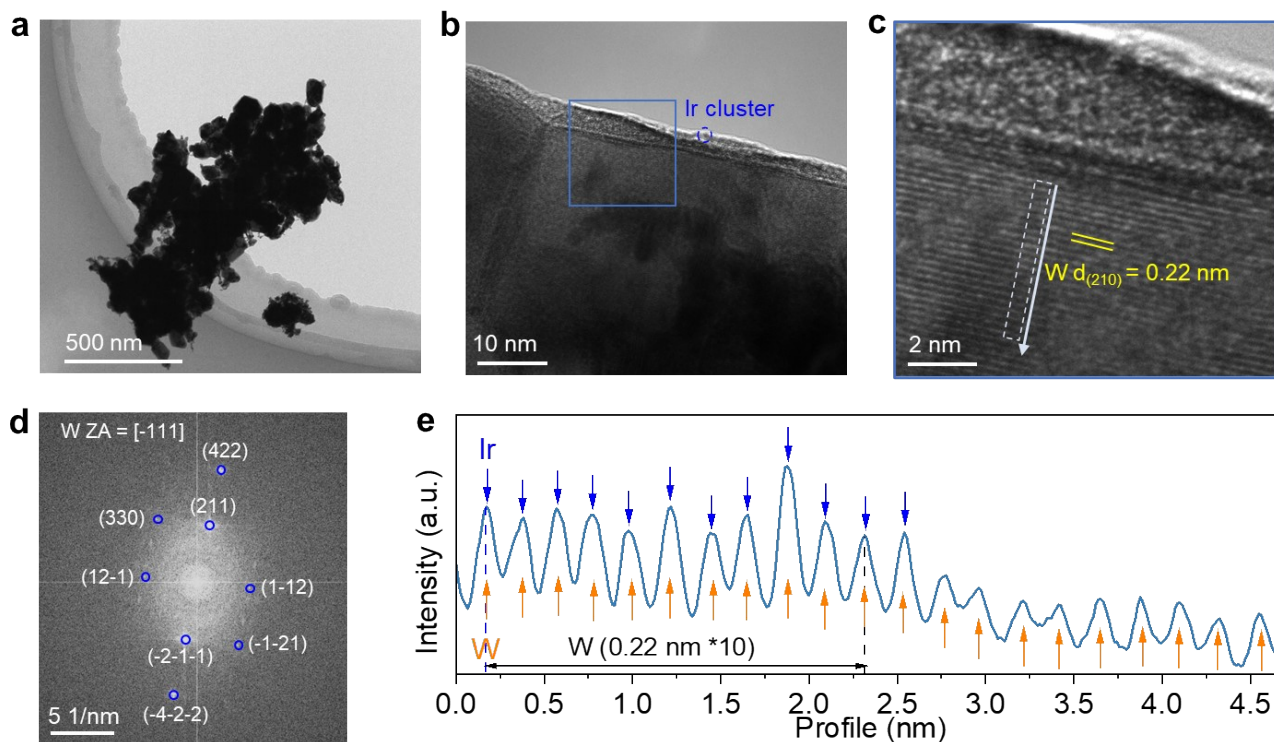 a
500 nm
b
Ir cluster
10 nm
c
W d(210) = 0.22 nm
2 nm
d
W ZA = [-111]
(422)
(330)
(211)
(12-1)
(1-12)
(-2-1-1)
(-1-21)
(-4-2-2)
5 1/nm
e
Intensity (a.u.)
Ir
W
W (0.22 nm *10)
0.0 0.5 1.0 1.5 2.0 2.5 3.0 3.5 4.0 4.5
Profile (nm)